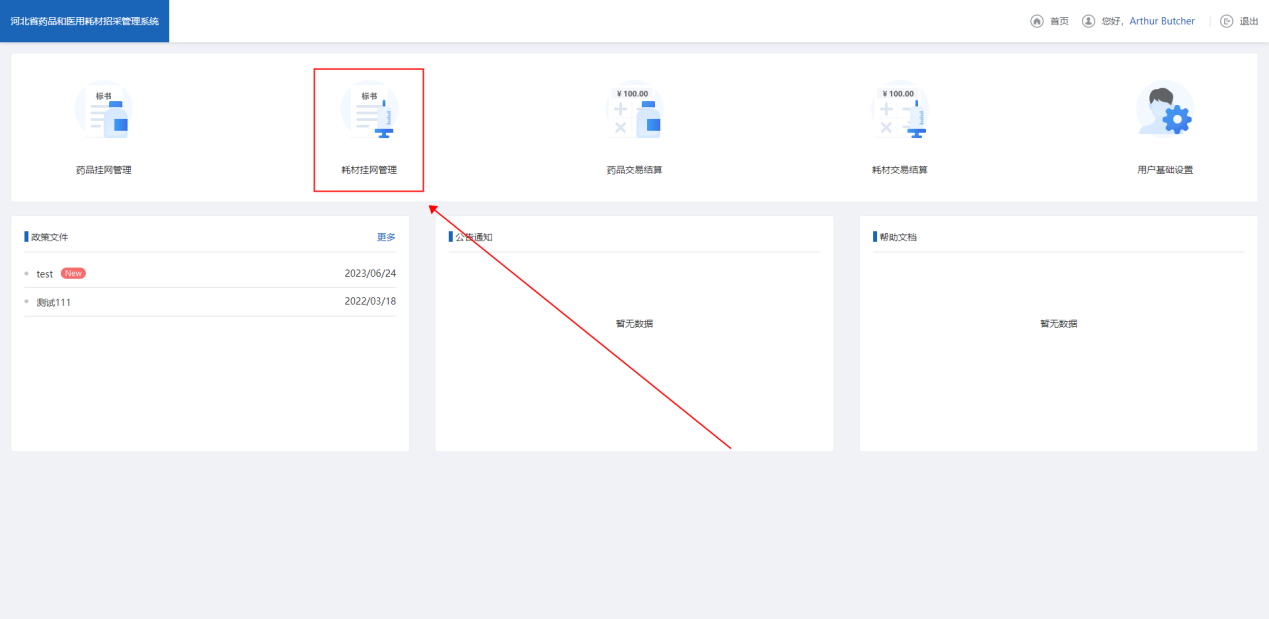 河北省药品和医用耗材招采管理系统
首页 您好，Arthur Butcher 退出
标书 标书 ¥ 100.00 ¥ 100.00
药品挂网管理 耗材挂网管理 药品交易结算 耗材交易结算 用户基础设置
政策文件 更多
test New 2023/06/24
测试111 2022/03/18
公告通知
暂无数据
帮助文档
暂无数据